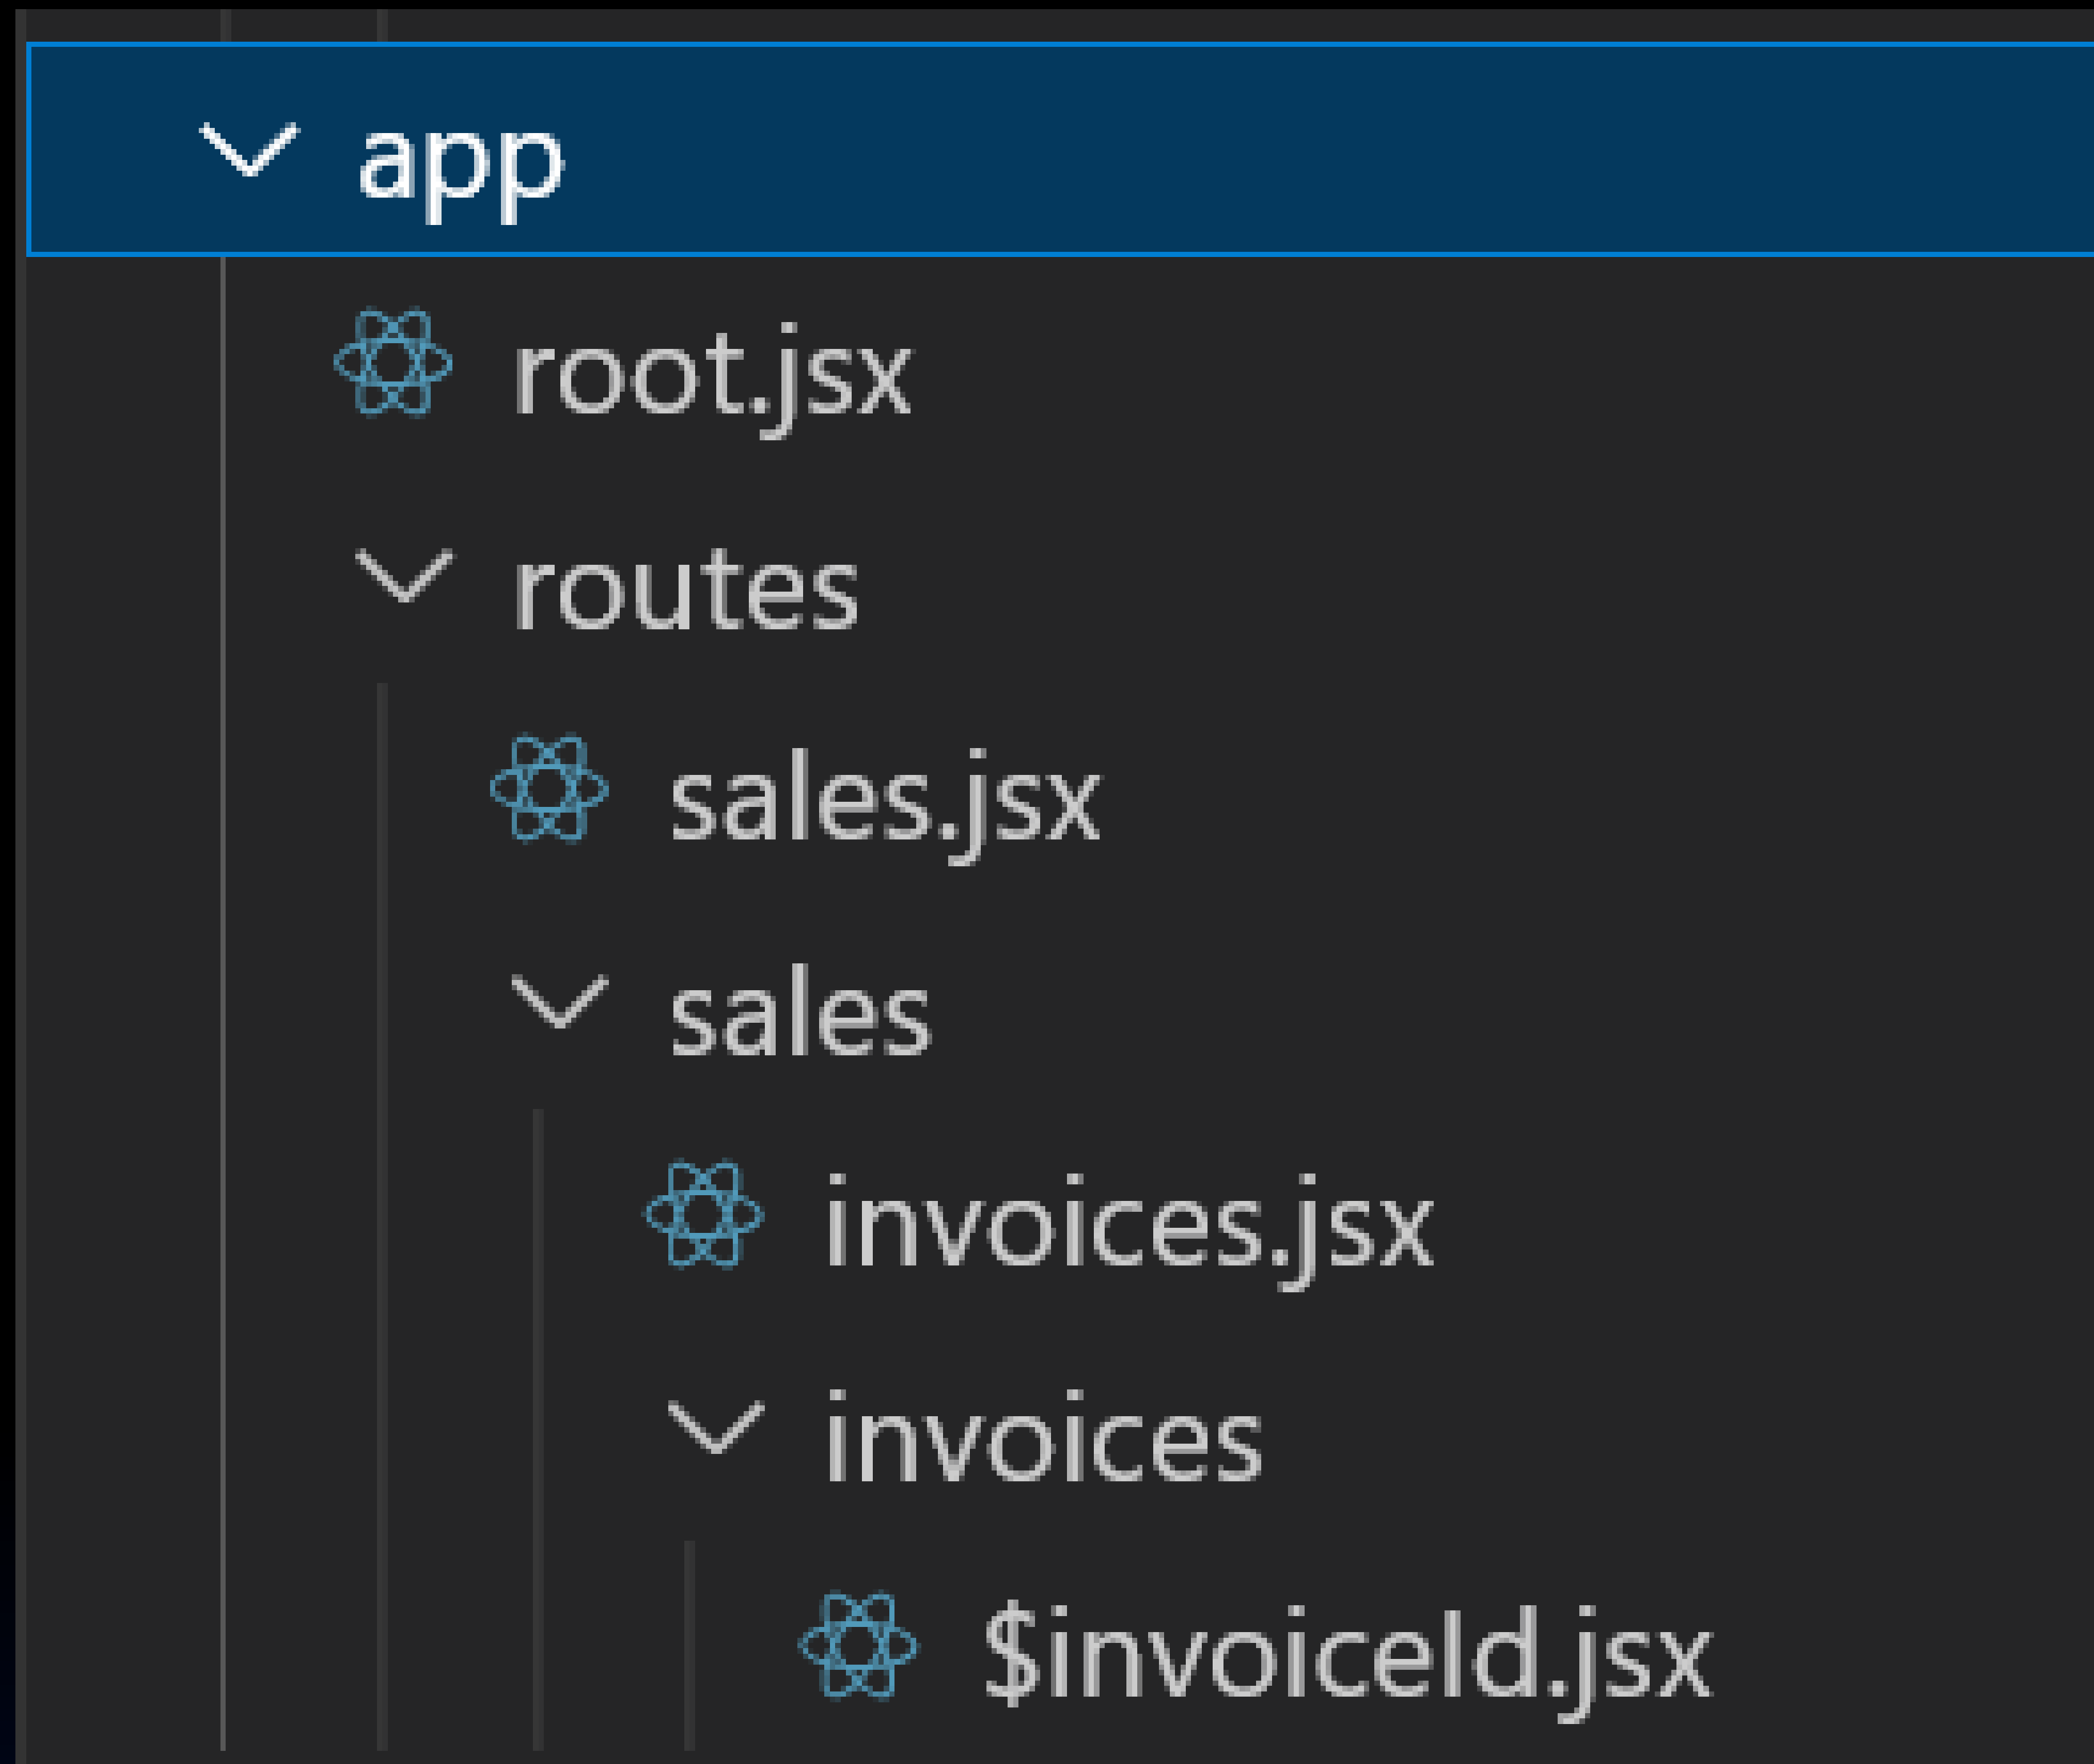 app
root.jsx
routes
sales.jsx
sales
invoices.jsx
invoices
$invoiceId.jsx